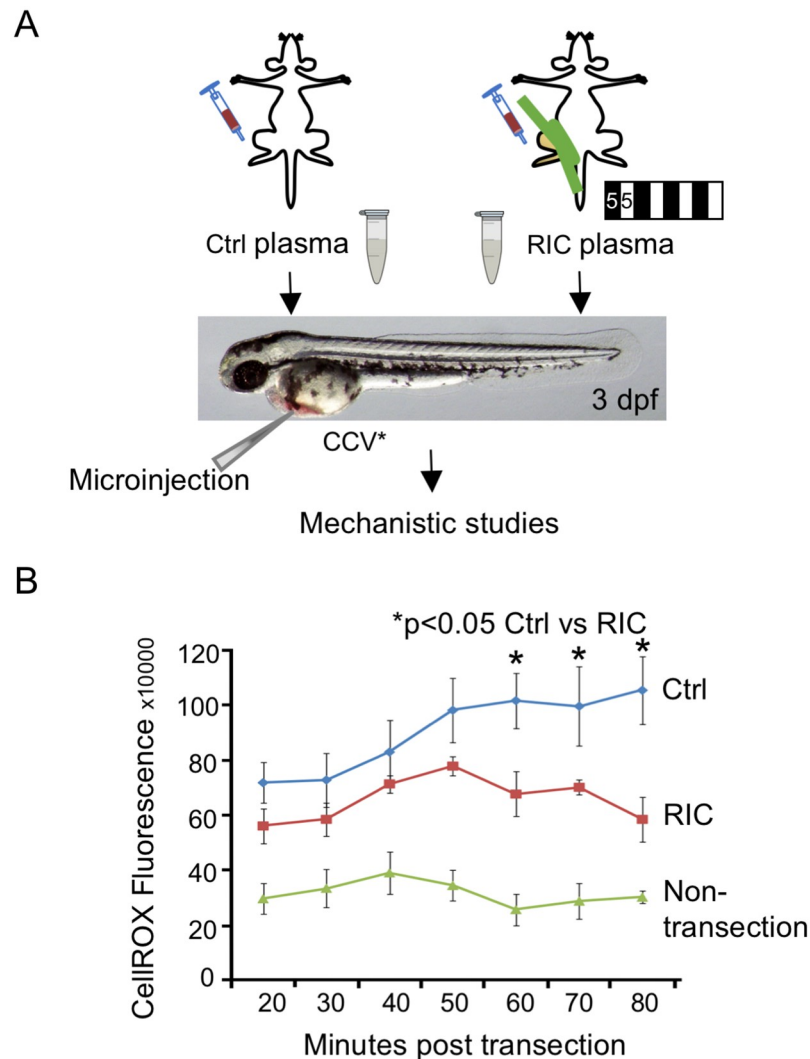 A
5 5
Ctrl plasma
RIC plasma
3 dpf
CCV*
Microinjection
Mechanistic studies
B
*p<0.05 Ctrl vs RIC
* * *
CellROX Fluorescence x10000
120
100
80
60
40
20
0
Ctrl
RIC
Non-
transection
20 30 40 50 60 70 80
Minutes post transection